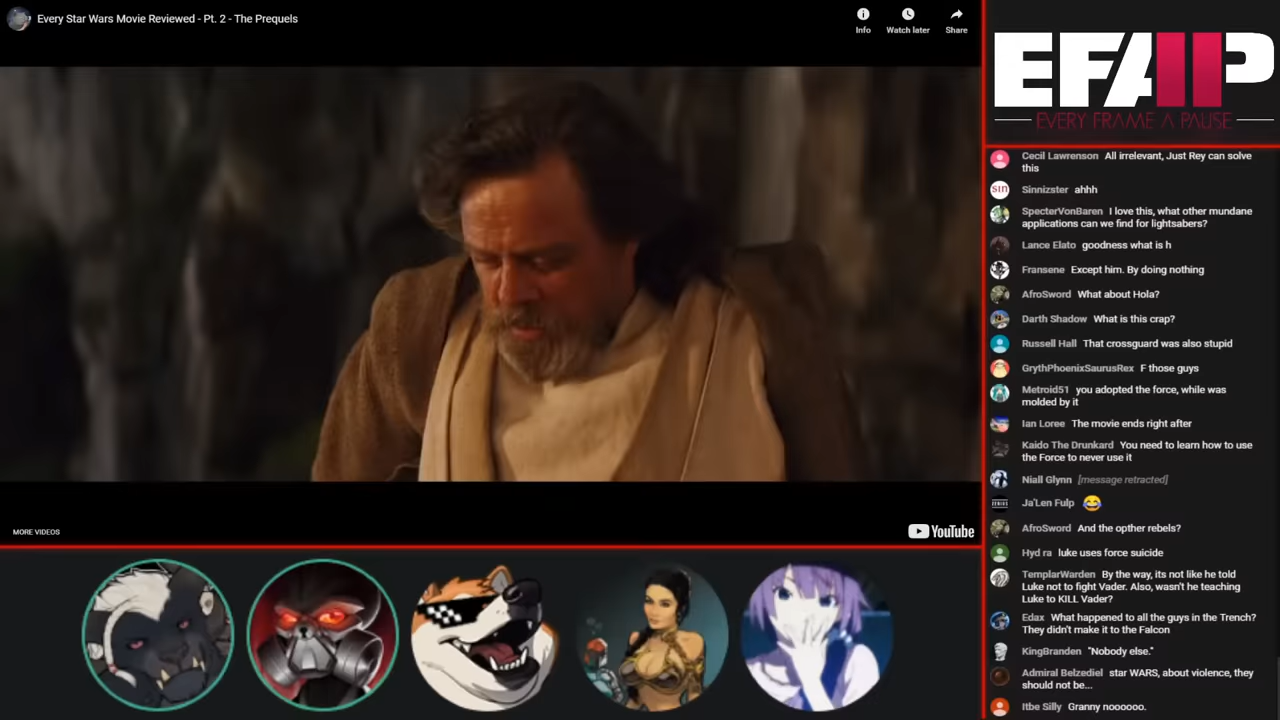 Every Star Wars Movie Reviewed - Pt. 2 - The Prequels
Info
Watch later
Share
MORE VIDEOS
YouTube
EFAP
EVERY FRAME A PAUSE
Cecil Lawrenson All irrelevant, Just Rey can solve
this
Sinnizster ahhh
SpecterVonBaren I love this, what other mundane
applications can we find for lightsabers?
Lance Elato goodness what is h
Fransene Except him. By doing nothing
AfroSword What about Hola?
Darth Shadow What is this crap?
Russell Hall That crossguard was also stupid
GrythPhoenixSaurusRex F those guys
Metroid51 you adopted the force, while was
molded by it
Ian Loree The movie ends right after
Kaido The Drunkard You need to learn how to use
the Force to never use it
Niall Glynn [message retracted]
Ja'Len Fulp 😂
AfroSword And the opther rebels?
Hyd ra luke uses force suicide
TemplarWarden By the way, its not like he told
Luke not to fight Vader. Also, wasn't he teaching
Luke to KILL Vader?
Edax What happened to all the guys in the Trench?
They didn't make it to the Falcon
KingBranden "Nobody else."
Admiral Belzediel star WARS, about violence, they
should not be...
Itbe Silly Granny noooooo.
sin